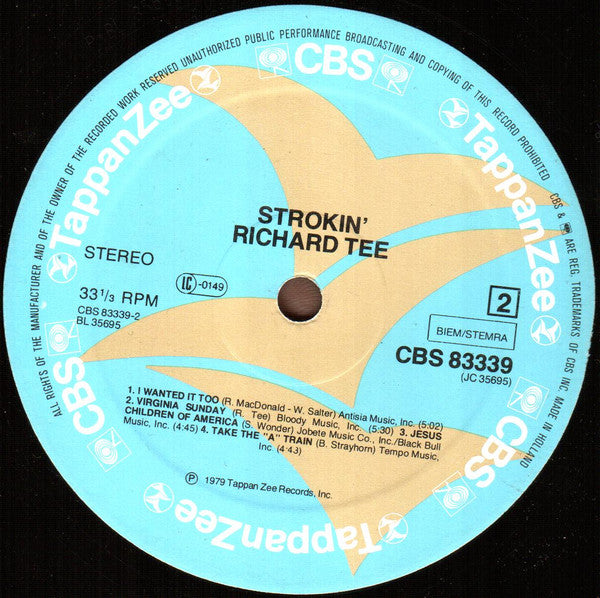 ALL RIGHTS OF THE MANUFACTURER AND OF THE OWNER OF THE RECORDED WORK RESERVED UNAUTHORIZED PUBLIC PERFORMANCE BROADCASTING AND COPYING OF THIS RECORD PROHIBITED. CBS & ARE REG. TRADEMARKS OF CBS INC. MADE IN HOLLAND
CBS
TappanZee
CBS
TappanZee
CBS
TappanZee
CBS
TappanZee
STROKIN'
RICHARD TEE
STEREO
LC -0149
33 1/3 RPM
CBS 83339-2
BL 35695
2
BIEM/STEMRA
CBS 83339
(JC 35695)
1. I WANTED IT TOO (R. MacDonald - W. Salter) Antisia Music, Inc. (5:02)
2. VIRGINIA SUNDAY (R. Tee) Bloody Music, Inc. (5:30) 3. JESUS
CHILDREN OF AMERICA (S. Wonder) Jobete Music Co., Inc/Black Bull
Music, Inc. (4:45) 4. TAKE THE "A" TRAIN (B. Strayhorn) Tempo Music,
Inc. (4:43)
℗ 1979 Tappan Zee Records, Inc.